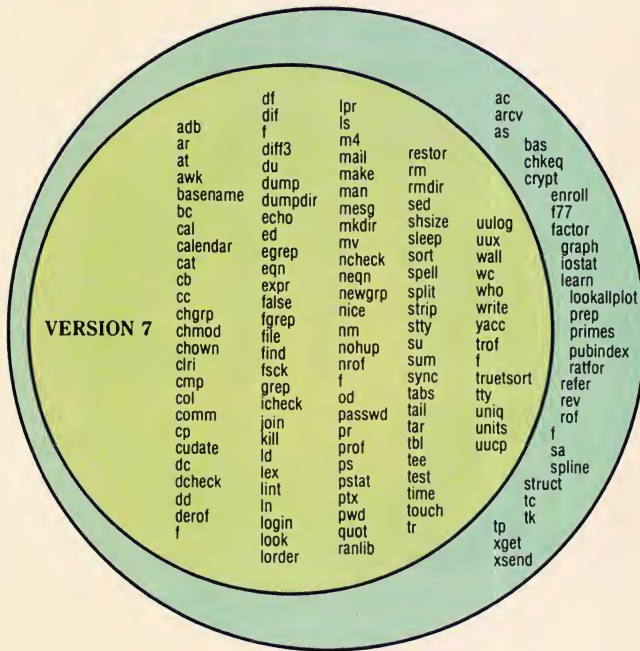 VERSION 7
adb
ar
at
awk
basename
bc
cal
calendar
cat
cb
cc
chgrp
chmod
chown
clri
cmp
col
comm
cp
cudate
dc
dcheck
dd
derof
f
df
dif
f
diff3
du
dump
dumpdir
echo
ed
egrep
eqn
expr
false
fgrep
file
find
fsck
grep
icheck
join
kill
ld
lex
lint
ln
login
look
lorder
lpr
ls
m4
mail
make
man
mesg
mkdir
mv
ncheck
neqn
newgrp
nice
nm
nohup
nrof
f
od
passwd
pr
prof
ps
pstat
ptx
pwd
quot
ranlib
restor
rm
rmdir
sed
shsize
sleep
sort
spell
split
strip
stty
su
sum
sync
tabs
tail
tar
tbl
tee
test
time
touch
tr
uulog
uux
wall
wc
who
write
yacc
trof
f
truetsort
tty
uniq
units
uucp
ac
arcv
as
bas
chkeq
crypt
enroll
f77
factor
graph
iostat
learn
lookallplot
prep
primes
pubindex
ratfor
refer
rev
rof
f
sa
spline
struct
tc
tk
tp
xget
xsend